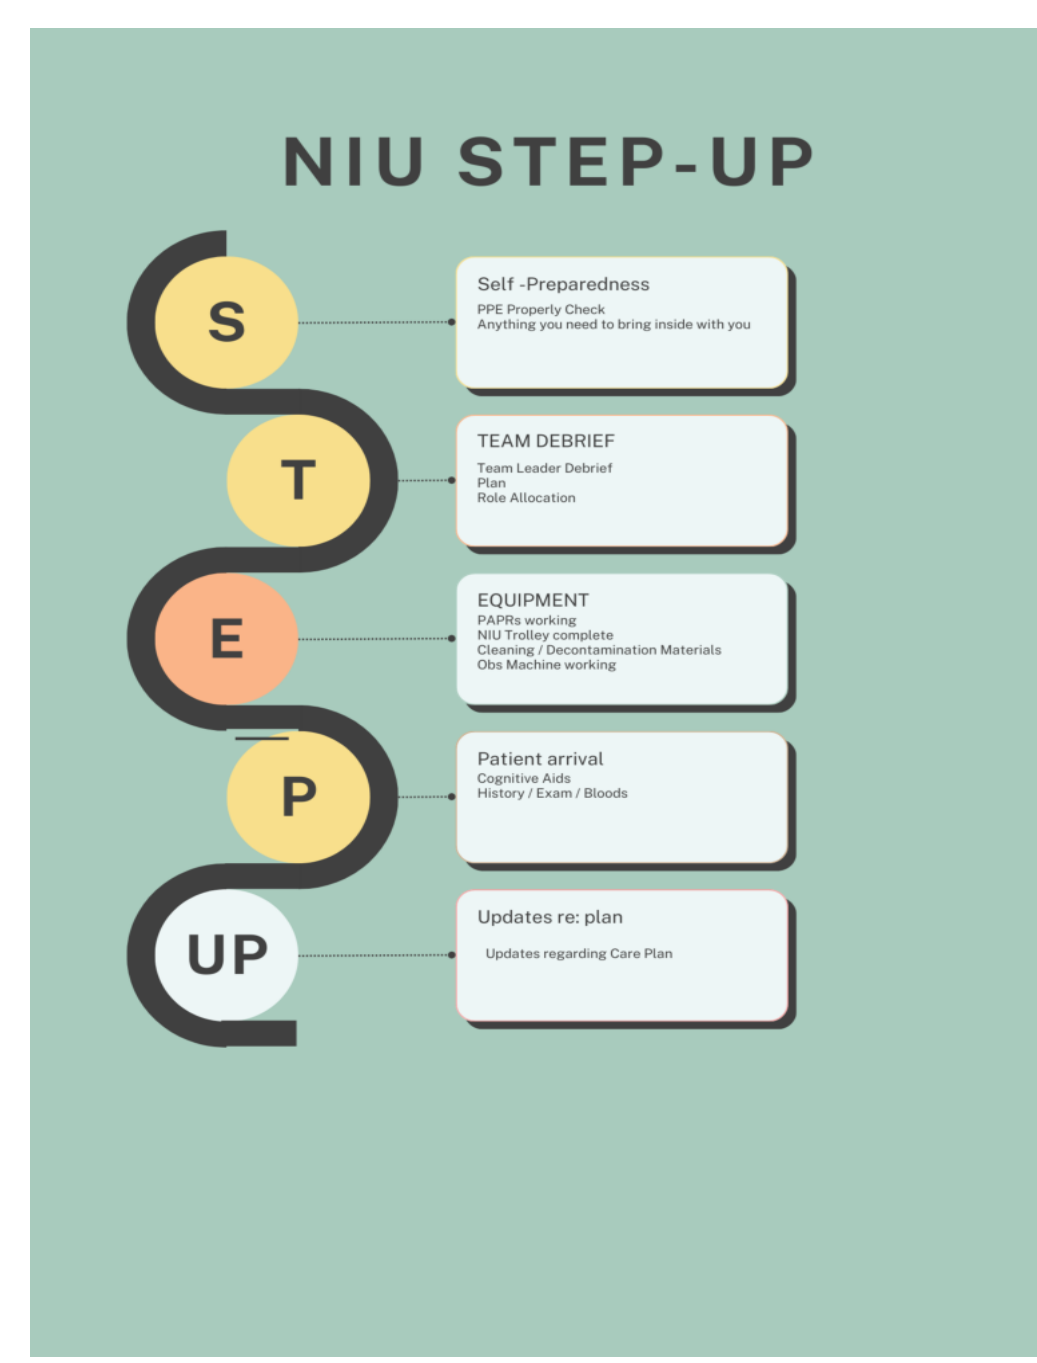 NIU STEP-UP
S
Self -Preparedness
PPE Properly Check
Anything you need to bring inside with you
T
TEAM DEBRIEF
Team Leader Debrief
Plan
Role Allocation
E
EQUIPMENT
PAPRs working
NIU Trolley complete
Cleaning / Decontamination Materials
Obs Machine working
P
Patient arrival
Cognitive Aids
History / Exam / Bloods
UP
Updates re: plan
Updates regarding Care Plan